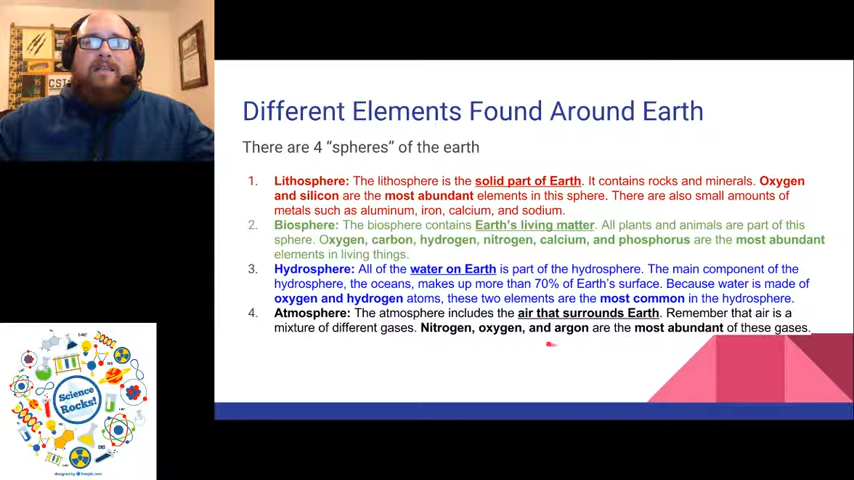 CSI
Different Elements Found Around Earth
There are 4 “spheres” of the earth
1. Lithosphere: The lithosphere is the solid part of Earth. It contains rocks and minerals. Oxygen
and silicon are the most abundant elements in this sphere. There are also small amounts of
metals such as aluminum, iron, calcium, and sodium.
2. Biosphere: The biosphere contains Earth's living matter. All plants and animals are part of this
sphere. Oxygen, carbon, hydrogen, nitrogen, calcium, and phosphorus are the most abundant
elements in living things.
3. Hydrosphere: All of the water on Earth is part of the hydrosphere. The main component of the
hydrosphere, the oceans, makes up more than 70% of Earth's surface. Because water is made of
oxygen and hydrogen atoms, these two elements are the most common in the hydrosphere.
4. Atmosphere: The atmosphere includes the air that surrounds Earth. Remember that air is a
mixture of different gases. Nitrogen, oxygen, and argon are the most abundant of these gases.
Science
Rocks!